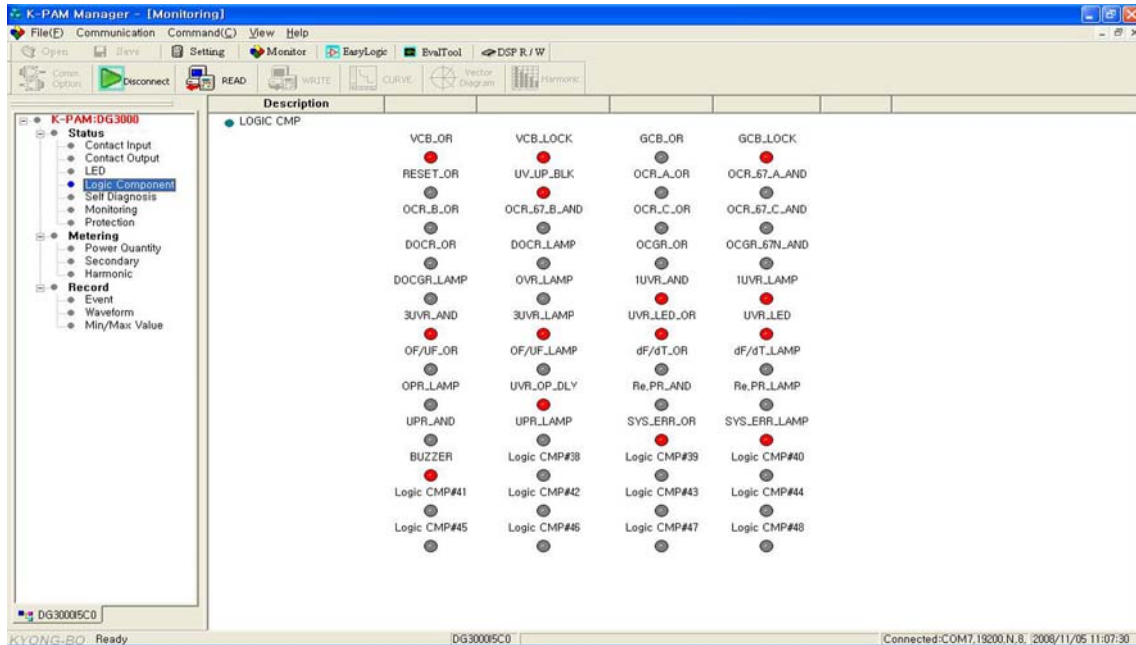 K-PAM Manager - [Monitoring]
File(F) Communication Command(C) View Help
Open Save Setting Monitor EasyLogic EvalTool DSP R / W
Comm. Option Disconnect READ WRITE CURVE Vector Diagram Harmonic
Description
K-PAM:DG3000
Status
Contact Input
Contact Output
LED
Logic Component
Self Diagnosis
Monitoring
Protection
Metering
Power Quantity
Secondary
Harmonic
Record
Event
Waveform
Min/Max Value
LOGIC CMP
VCB_OR VCB_LOCK GCB_OR GCB_LOCK
RESET_OR UV_UP_BLK OCR_A_OR OCR_67_A_AND
OCR_B_OR OCR_67_B_AND OCR_C_OR OCR_67_C_AND
DOCR_OR DOCR_LAMP OCGR_OR OCGR_67N_AND
DOCGR_LAMP OVR_LAMP 1UVR_AND 1UVR_LAMP
3UVR_AND 3UVR_LAMP UVR_LED_OR UVR_LED
OF/UF_OR OF/UF_LAMP dF/dT_OR dF/dT_LAMP
OPR_LAMP UVR_OP_DLY Re.PR_AND Re.PR_LAMP
UPR_AND UPR_LAMP SYS_ERR_OR SYS_ERR_LAMP
BUZZER Logic CMP#38 Logic CMP#39 Logic CMP#40
Logic CMP#41 Logic CMP#42 Logic CMP#43 Logic CMP#44
Logic CMP#45 Logic CMP#46 Logic CMP#47 Logic CMP#48
DG3000I5C0
KYONG-BO Ready DG3000I5C0 Connected:COM7,19200,N,8, 2008/11/05 11:07:30